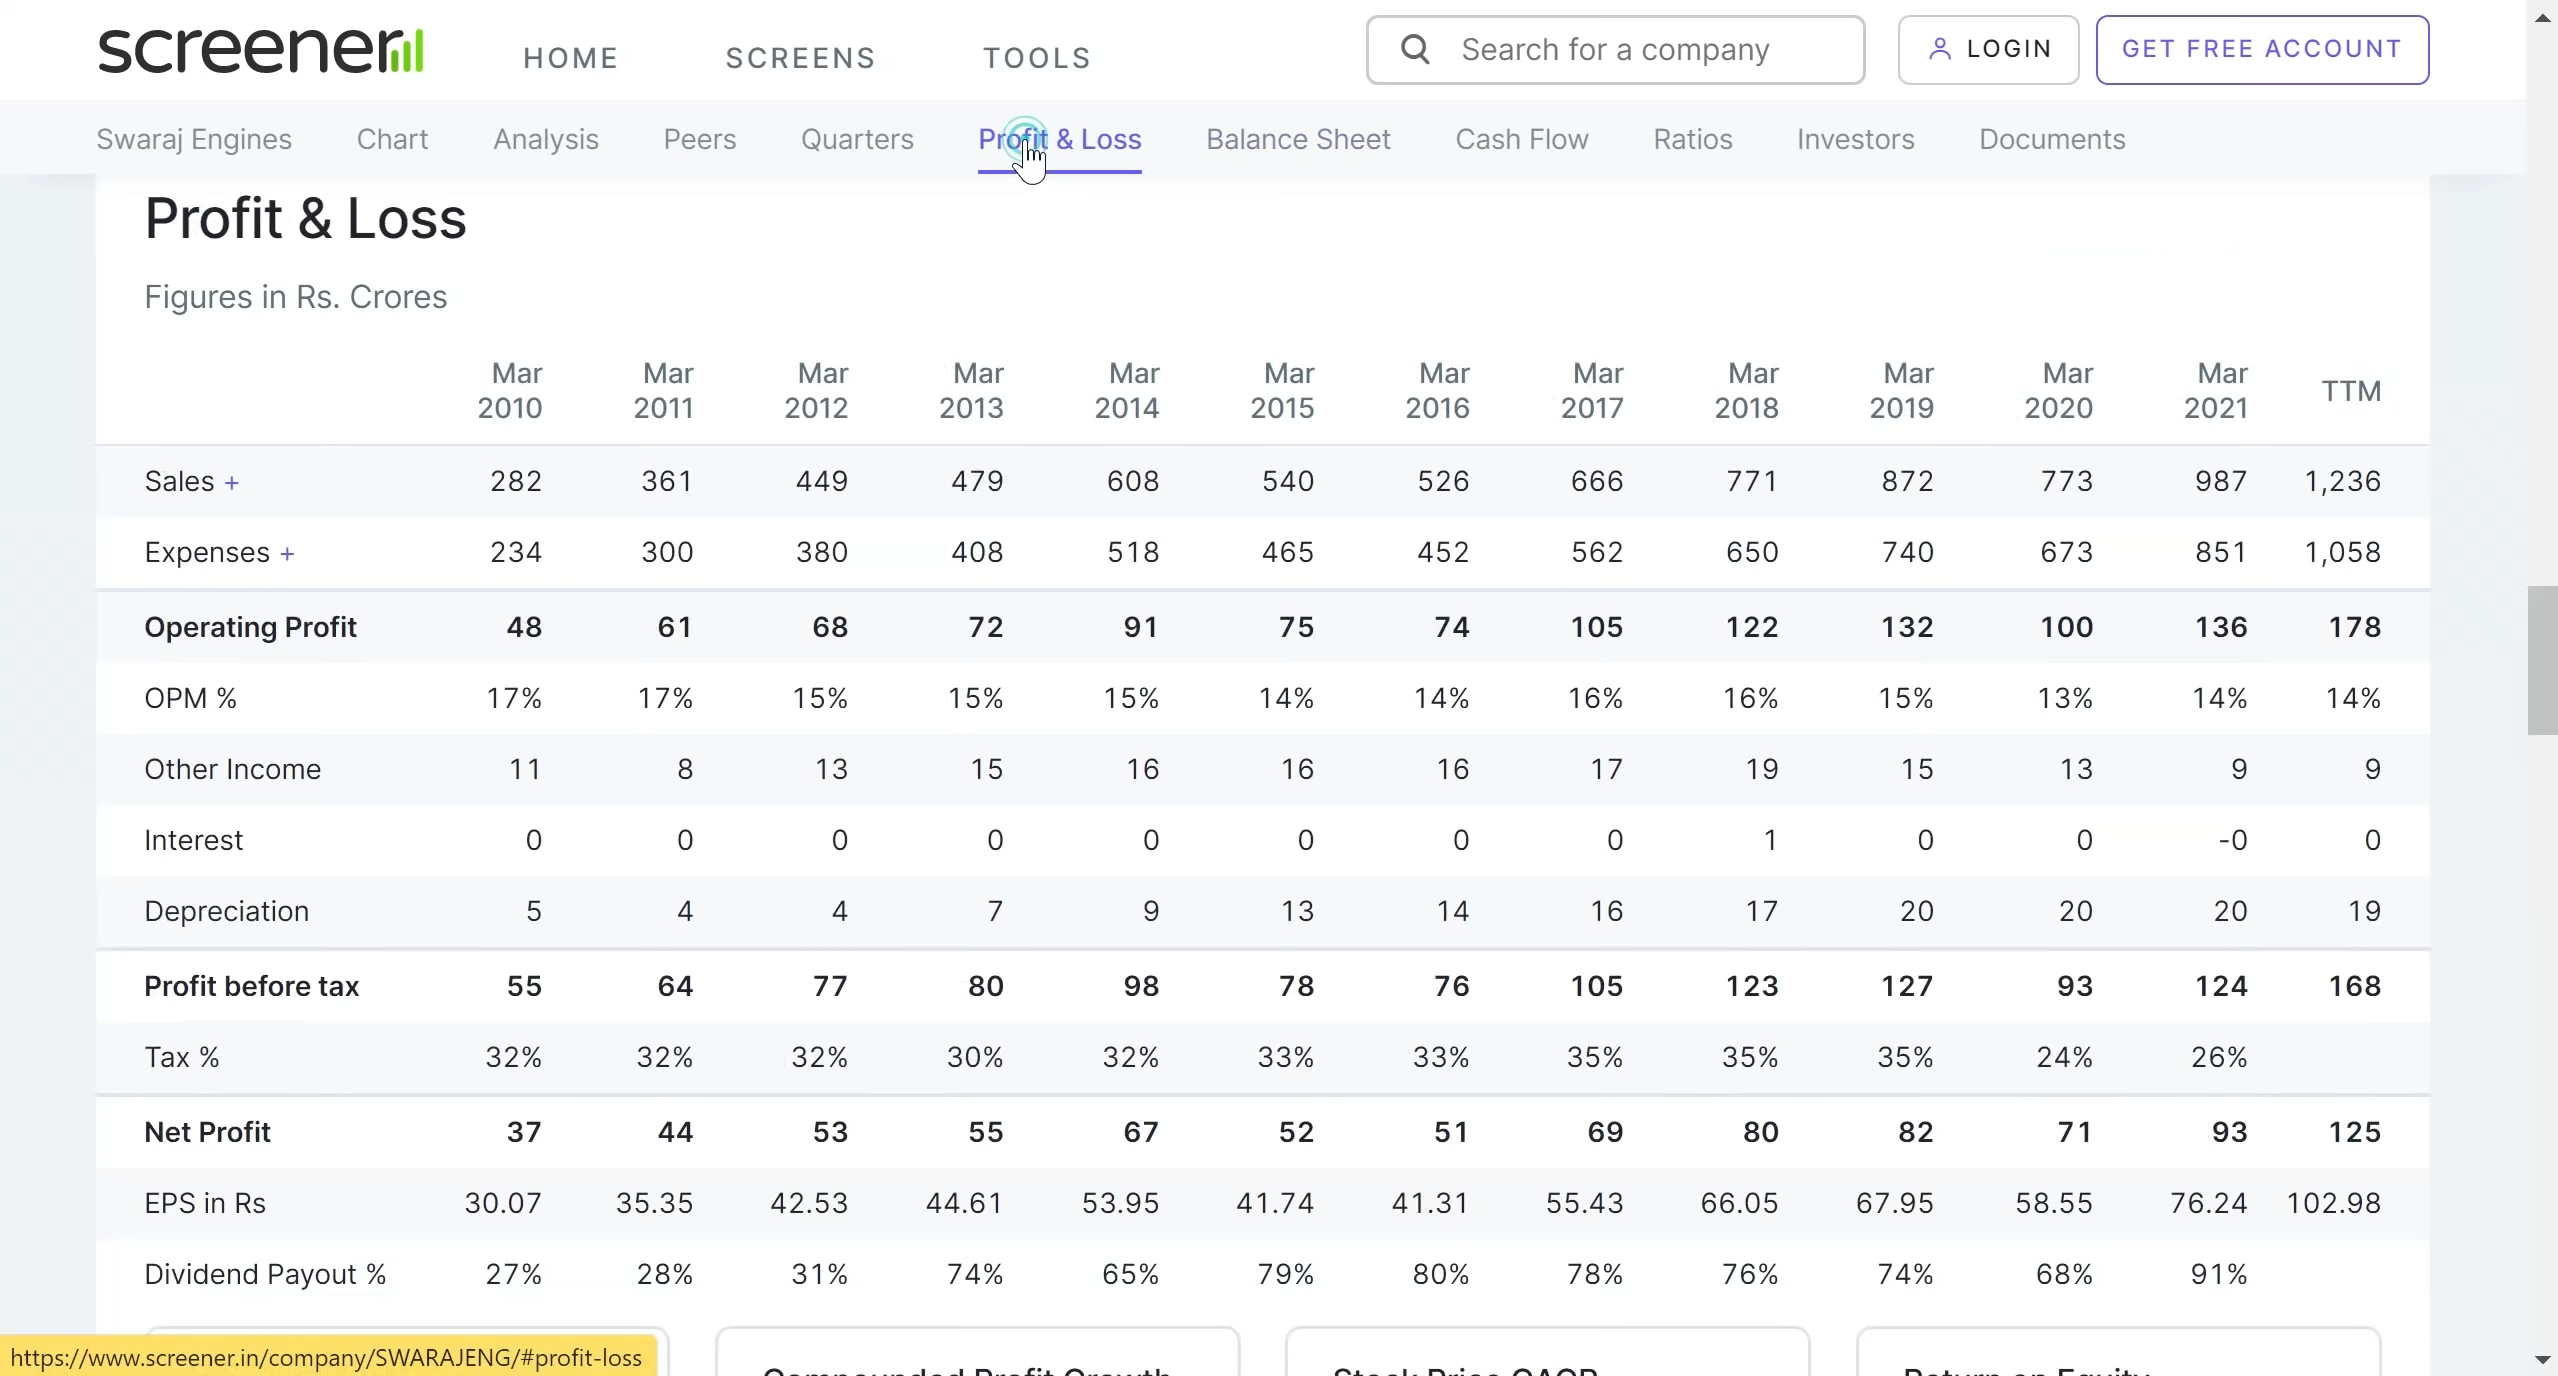 screener HOME SCREENS TOOLS Search for a company LOGIN GET FREE ACCOUNT
Swaraj Engines Chart Analysis Peers Quarters Profit & Loss Balance Sheet Cash Flow Ratios Investors Documents
Profit & Loss
Figures in Rs. Crores
Mar 2010 Mar 2011 Mar 2012 Mar 2013 Mar 2014 Mar 2015 Mar 2016 Mar 2017 Mar 2018 Mar 2019 Mar 2020 Mar 2021 TTM
Sales + 282 361 449 479 608 540 526 666 771 872 773 987 1,236
Expenses + 234 300 380 408 518 465 452 562 650 740 673 851 1,058
Operating Profit 48 61 68 72 91 75 74 105 122 132 100 136 178
OPM % 17% 17% 15% 15% 15% 14% 14% 16% 16% 15% 13% 14% 14%
Other Income 11 8 13 15 16 16 16 17 19 15 13 9 9
Interest 0 0 0 0 0 0 0 0 1 0 0 -0 0
Depreciation 5 4 4 7 9 13 14 16 17 20 20 20 19
Profit before tax 55 64 77 80 98 78 76 105 123 127 93 124 168
Tax % 32% 32% 32% 30% 32% 33% 33% 35% 35% 35% 24% 26%
Net Profit 37 44 53 55 67 52 51 69 80 82 71 93 125
EPS in Rs 30.07 35.35 42.53 44.61 53.95 41.74 41.31 55.43 66.05 67.95 58.55 76.24 102.98
Dividend Payout % 27% 28% 31% 74% 65% 79% 80% 78% 76% 74% 68% 91%
https://www.screener.in/company/SWARAJENG/#profit-loss
Compounded Profit Growth Stock Price CAGR Return on Equity